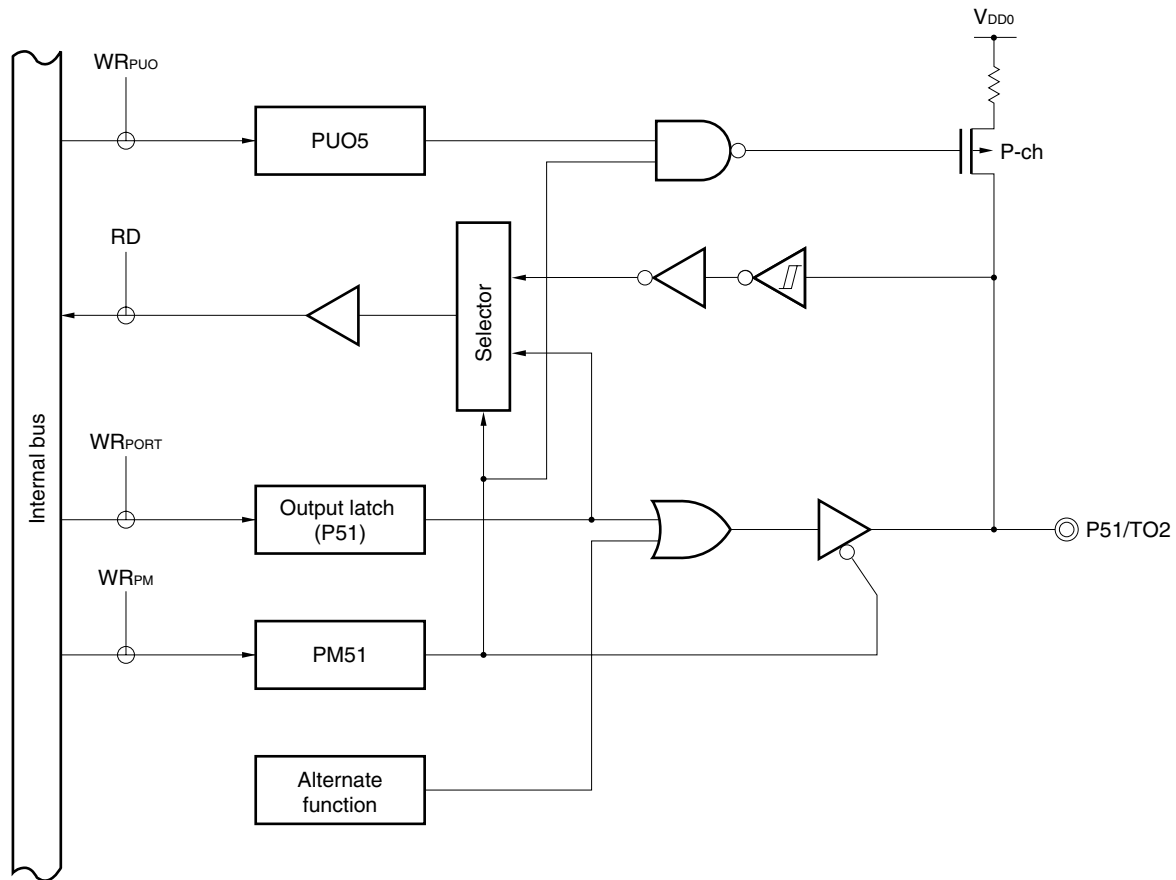 VDD0
WRPUO
PUO5
P-ch
RD
Selector
Internal bus
WRPORT
Output latch
(P51)
P51/TO2
WRPM
PM51
Alternate
function